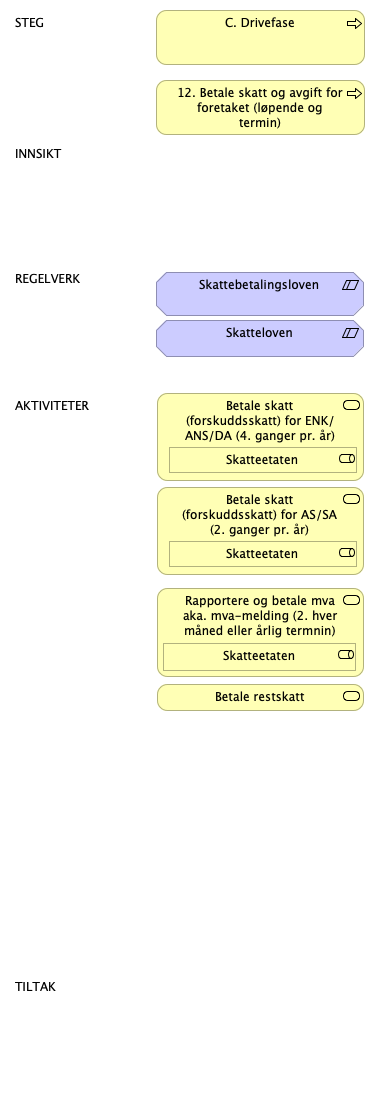 STEG
C. Drivefase
12. Betale skatt og avgift for
foretaket (løpende og
termin)
INNSIKT
REGELVERK
Skattebetalingsloven
Skatteloven
AKTIVITETER
Betale skatt
(forskuddsskatt) for ENK/
ANS/DA (4. ganger pr. år)
Skatteetaten
Betale skatt
(forskuddsskatt) for AS/SA
(2. ganger pr. år)
Skatteetaten
Rapportere og betale mva
aka. mva-melding (2. hver
måned eller årlig termnin)
Skatteetaten
Betale restskatt
TILTAK